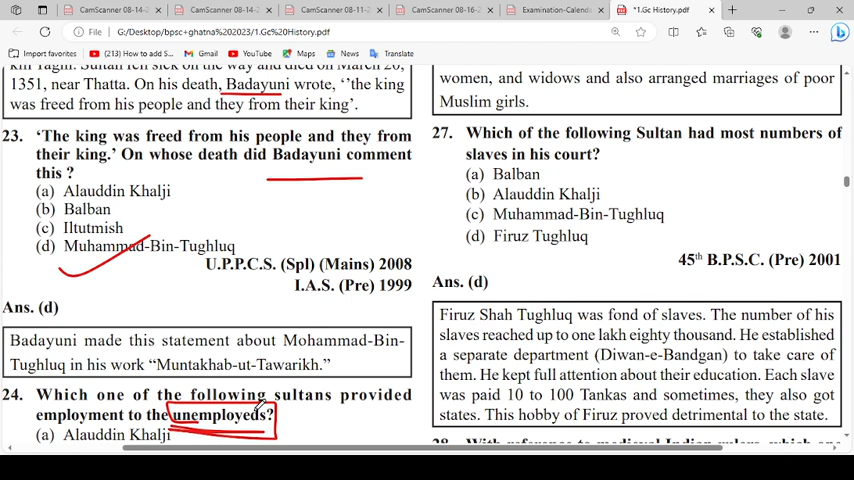 CamScanner 08-14-
CamScanner 08-14-
CamScanner 08-11-2
CamScanner 08-16-2
Examination-Calende
*1.Gc History.pdf
File
G:/Desktop/bpsc+ghatna%202023/1.Gc%20History.pdf
Import favorites
(213) How to add S...
Gmail
YouTube
Maps
News
Translate
1351, near Thatta. On his death, Badayuni wrote, ‘'the king
was freed from his people and they from their king’.
23. ‘The king was freed from his people and they from
their king.’ On whose death did Badayuni comment
this ?
(a) Alauddin Khalji
(b) Balban
(c) Iltutmish
(d) Muhammad-Bin-Tughluq
U.P.P.C.S. (Spl) (Mains) 2008
I.A.S. (Pre) 1999
Ans. (d)
Badayuni made this statement about Mohammad-Bin-
Tughluq in his work “Muntakhab-ut-Tawarikh.”
24. Which one of the following sultans provided
employment to the unemployeds?
(a) Alauddin Khalji
women, and widows and also arranged marriages of poor
Muslim girls.
27. Which of the following Sultan had most numbers of
slaves in his court?
(a) Balban
(b) Alauddin Khalji
(c) Muhammad-Bin-Tughluq
(d) Firuz Tughluq
45th B.P.S.C. (Pre) 2001
Ans. (d)
Firuz Shah Tughluq was fond of slaves. The number of his
slaves reached up to one lakh eighty thousand. He established
a separate department (Diwan-e-Bandgan) to take care of
them. He kept full attention about their education. Each slave
was paid 10 to 100 Tankas and sometimes, they also got
states. This hobby of Firuz proved detrimental to the state.
28. With reference to medieval Indian rulers, which one